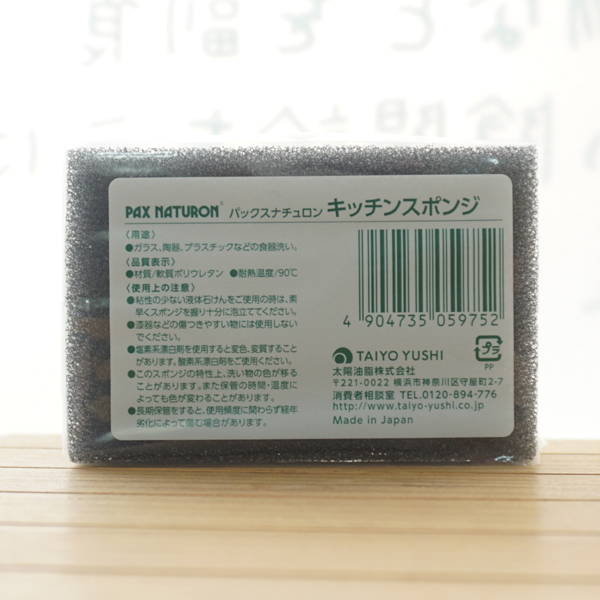 PAX NATURON® パックスナチュロン キッチンスポンジ
〈用途〉
●ガラス、陶器、プラスチックなどの食器洗い。
〈品質表示〉
●材質/軟質ポリウレタン ●耐熱温度/90℃
〈使用上の注意〉
●粘性の少ない液体石けんをご使用の時は、素
早くスポンジを握り十分に泡立ててください。
●漆器などの傷つきやすい物には使用しない
でください。
●塩素系漂白剤を使用すると変色、変質すること
があります。酸素系漂白剤をご使用ください。
●このスポンジの特性上、洗い物の色が移る
ことがあります。また保管の時間・温度に
よっても色が変わることがあります。
●長期保管をすると、使用頻度に関わらず経年
劣化によって傷む場合があります。
4 904735 059752
TAIYO YUSHI
太陽油脂株式会社
〒221-0022 横浜市神奈川区守屋町2-7
消費者相談室 TEL.0120-894-776
http://www.taiyo-yushi.co.jp
Made in Japan
プラ
PP